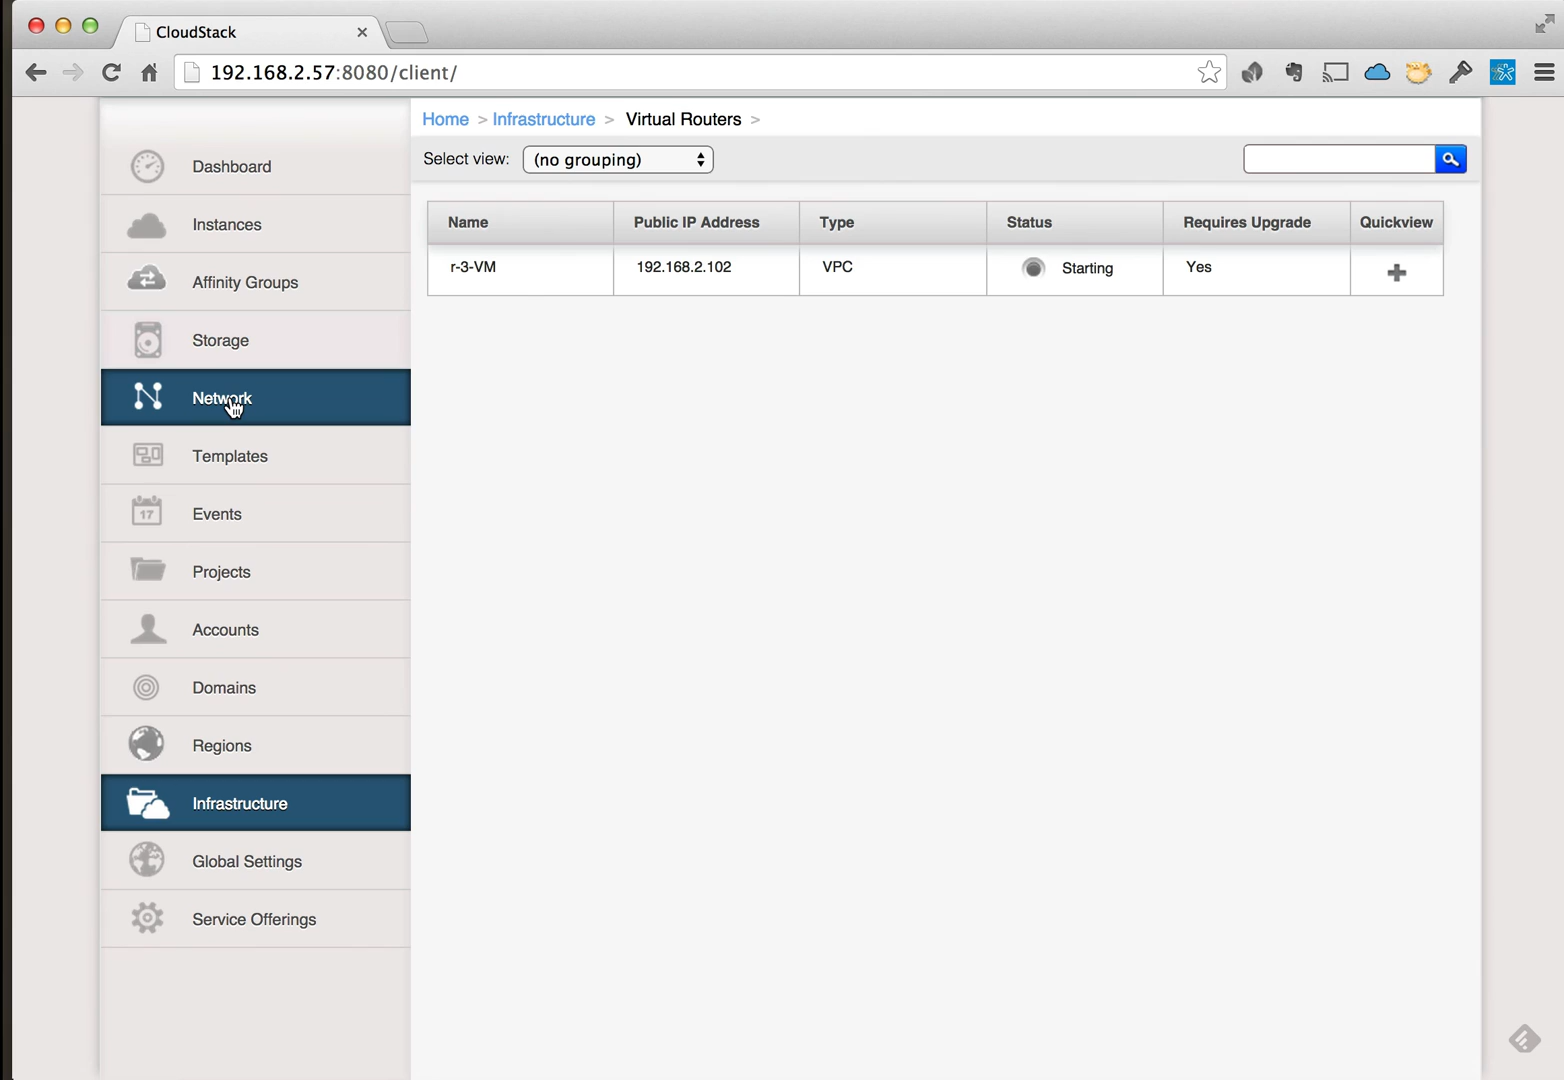 CloudStack
192.168.2.57:8080/client/
Home > Infrastructure > Virtual Routers >
Select view: (no grouping)
Dashboard
Instances
Affinity Groups
Storage
Network
Templates
Events
17
Projects
Accounts
Domains
Regions
Infrastructure
Global Settings
Service Offerings
Name Public IP Address Type Status Requires Upgrade Quickview
r-3-VM 192.168.2.102 VPC Starting Yes